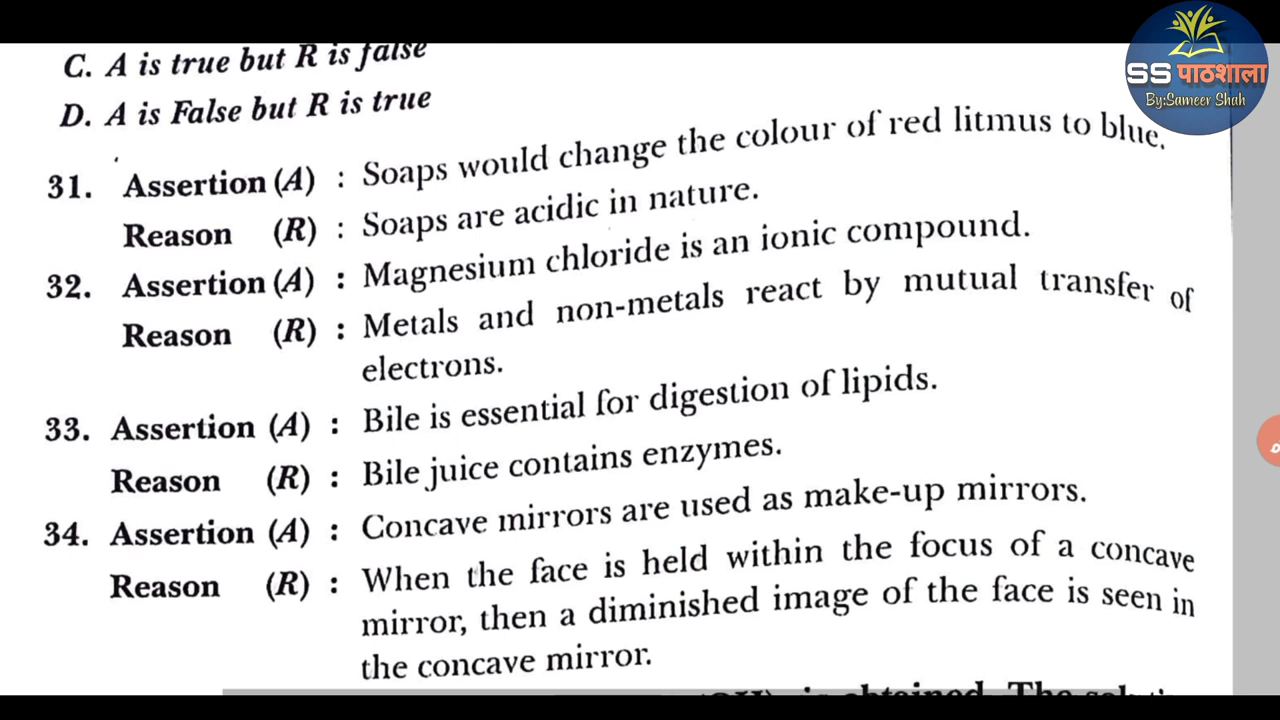 C. A is true but R is false
D. A is False but R is true
SS पाठशाला
By:Sameer Shah
31. Assertion (A) : Soaps would change the colour of red litmus to blue.
Reason (R) : Soaps are acidic in nature.
32. Assertion (A) : Magnesium chloride is an ionic compound.
Reason (R) : Metals and non-metals react by mutual transfer of
electrons.
33. Assertion (A) : Bile is essential for digestion of lipids.
Reason (R) : Bile juice contains enzymes.
34. Assertion (A) : Concave mirrors are used as make-up mirrors.
Reason (R) : When the face is held within the focus of a concave
mirror, then a diminished image of the face is seen in
the concave mirror.
is obtained. The